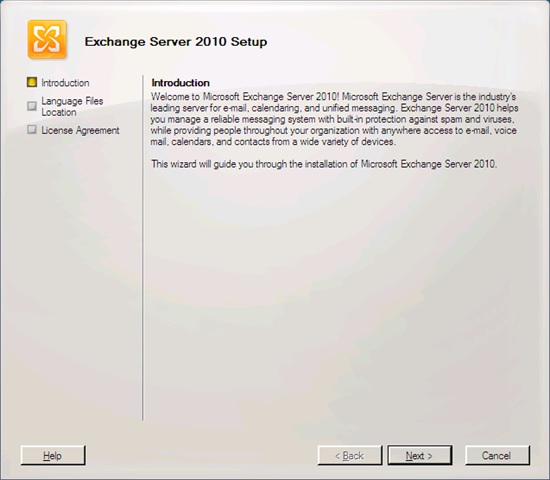 Exchange Server 2010 Setup
Introduction
Language Files
Location
License Agreement
Introduction
Welcome to Microsoft Exchange Server 2010! Microsoft Exchange Server is the industry's
leading server for e-mail, calendaring, and unified messaging. Exchange Server 2010 helps
you manage a reliable messaging system with built-in protection against spam and viruses,
while providing people throughout your organization with anywhere access to e-mail, voice
mail, calendars, and contacts from a wide variety of devices.
This wizard will guide you through the installation of Microsoft Exchange Server 2010.
Help
< Back
Next >
Cancel